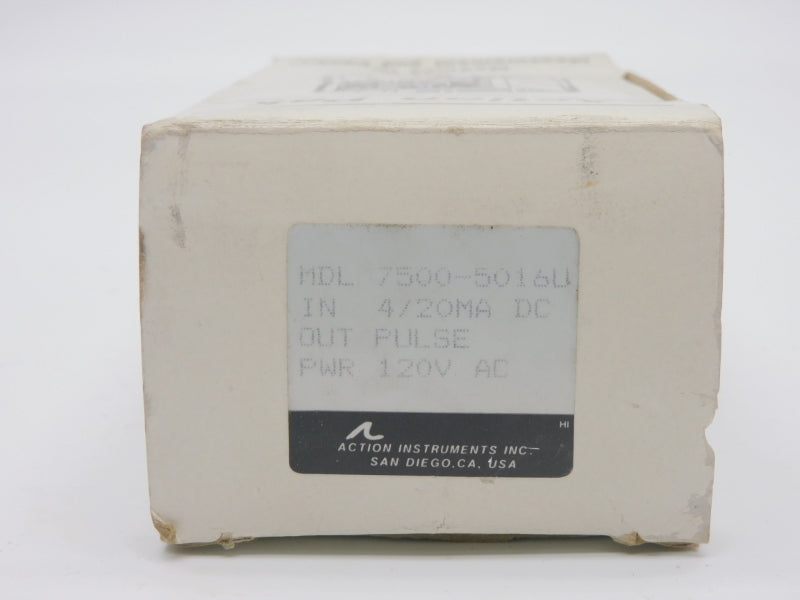 MDL 7500-5016U
IN 4/20MA DC
OUT PULSE
PWR 120V AC
HI
ACTION INSTRUMENTS INC.
SAN DIEGO, CA, USA